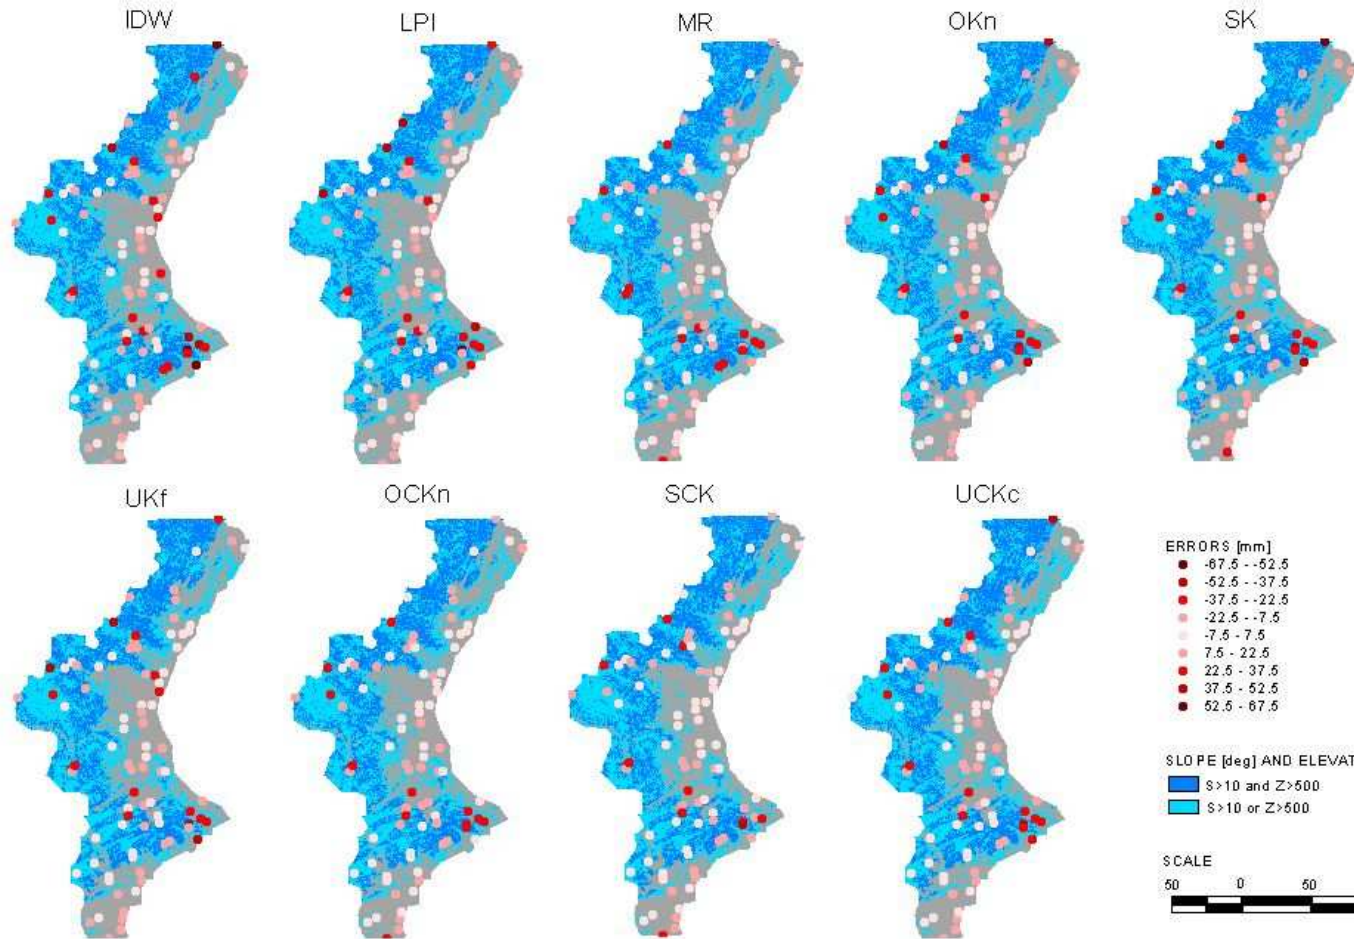 IDW
LPI
MR
OKn
SK
UKf
OCKn
SCK
UCKc
ERRORS [mm]
-67.5 - -52.5
-52.5 - -37.5
-37.5 - -22.5
-22.5 - -7.5
-7.5 - 7.5
7.5 - 22.5
22.5 - 37.5
37.5 - 52.5
52.5 - 67.5
SLOPE [deg] AND ELEVAT
S>10 and Z>500
S>10 or Z>500
SCALE
50 0 50